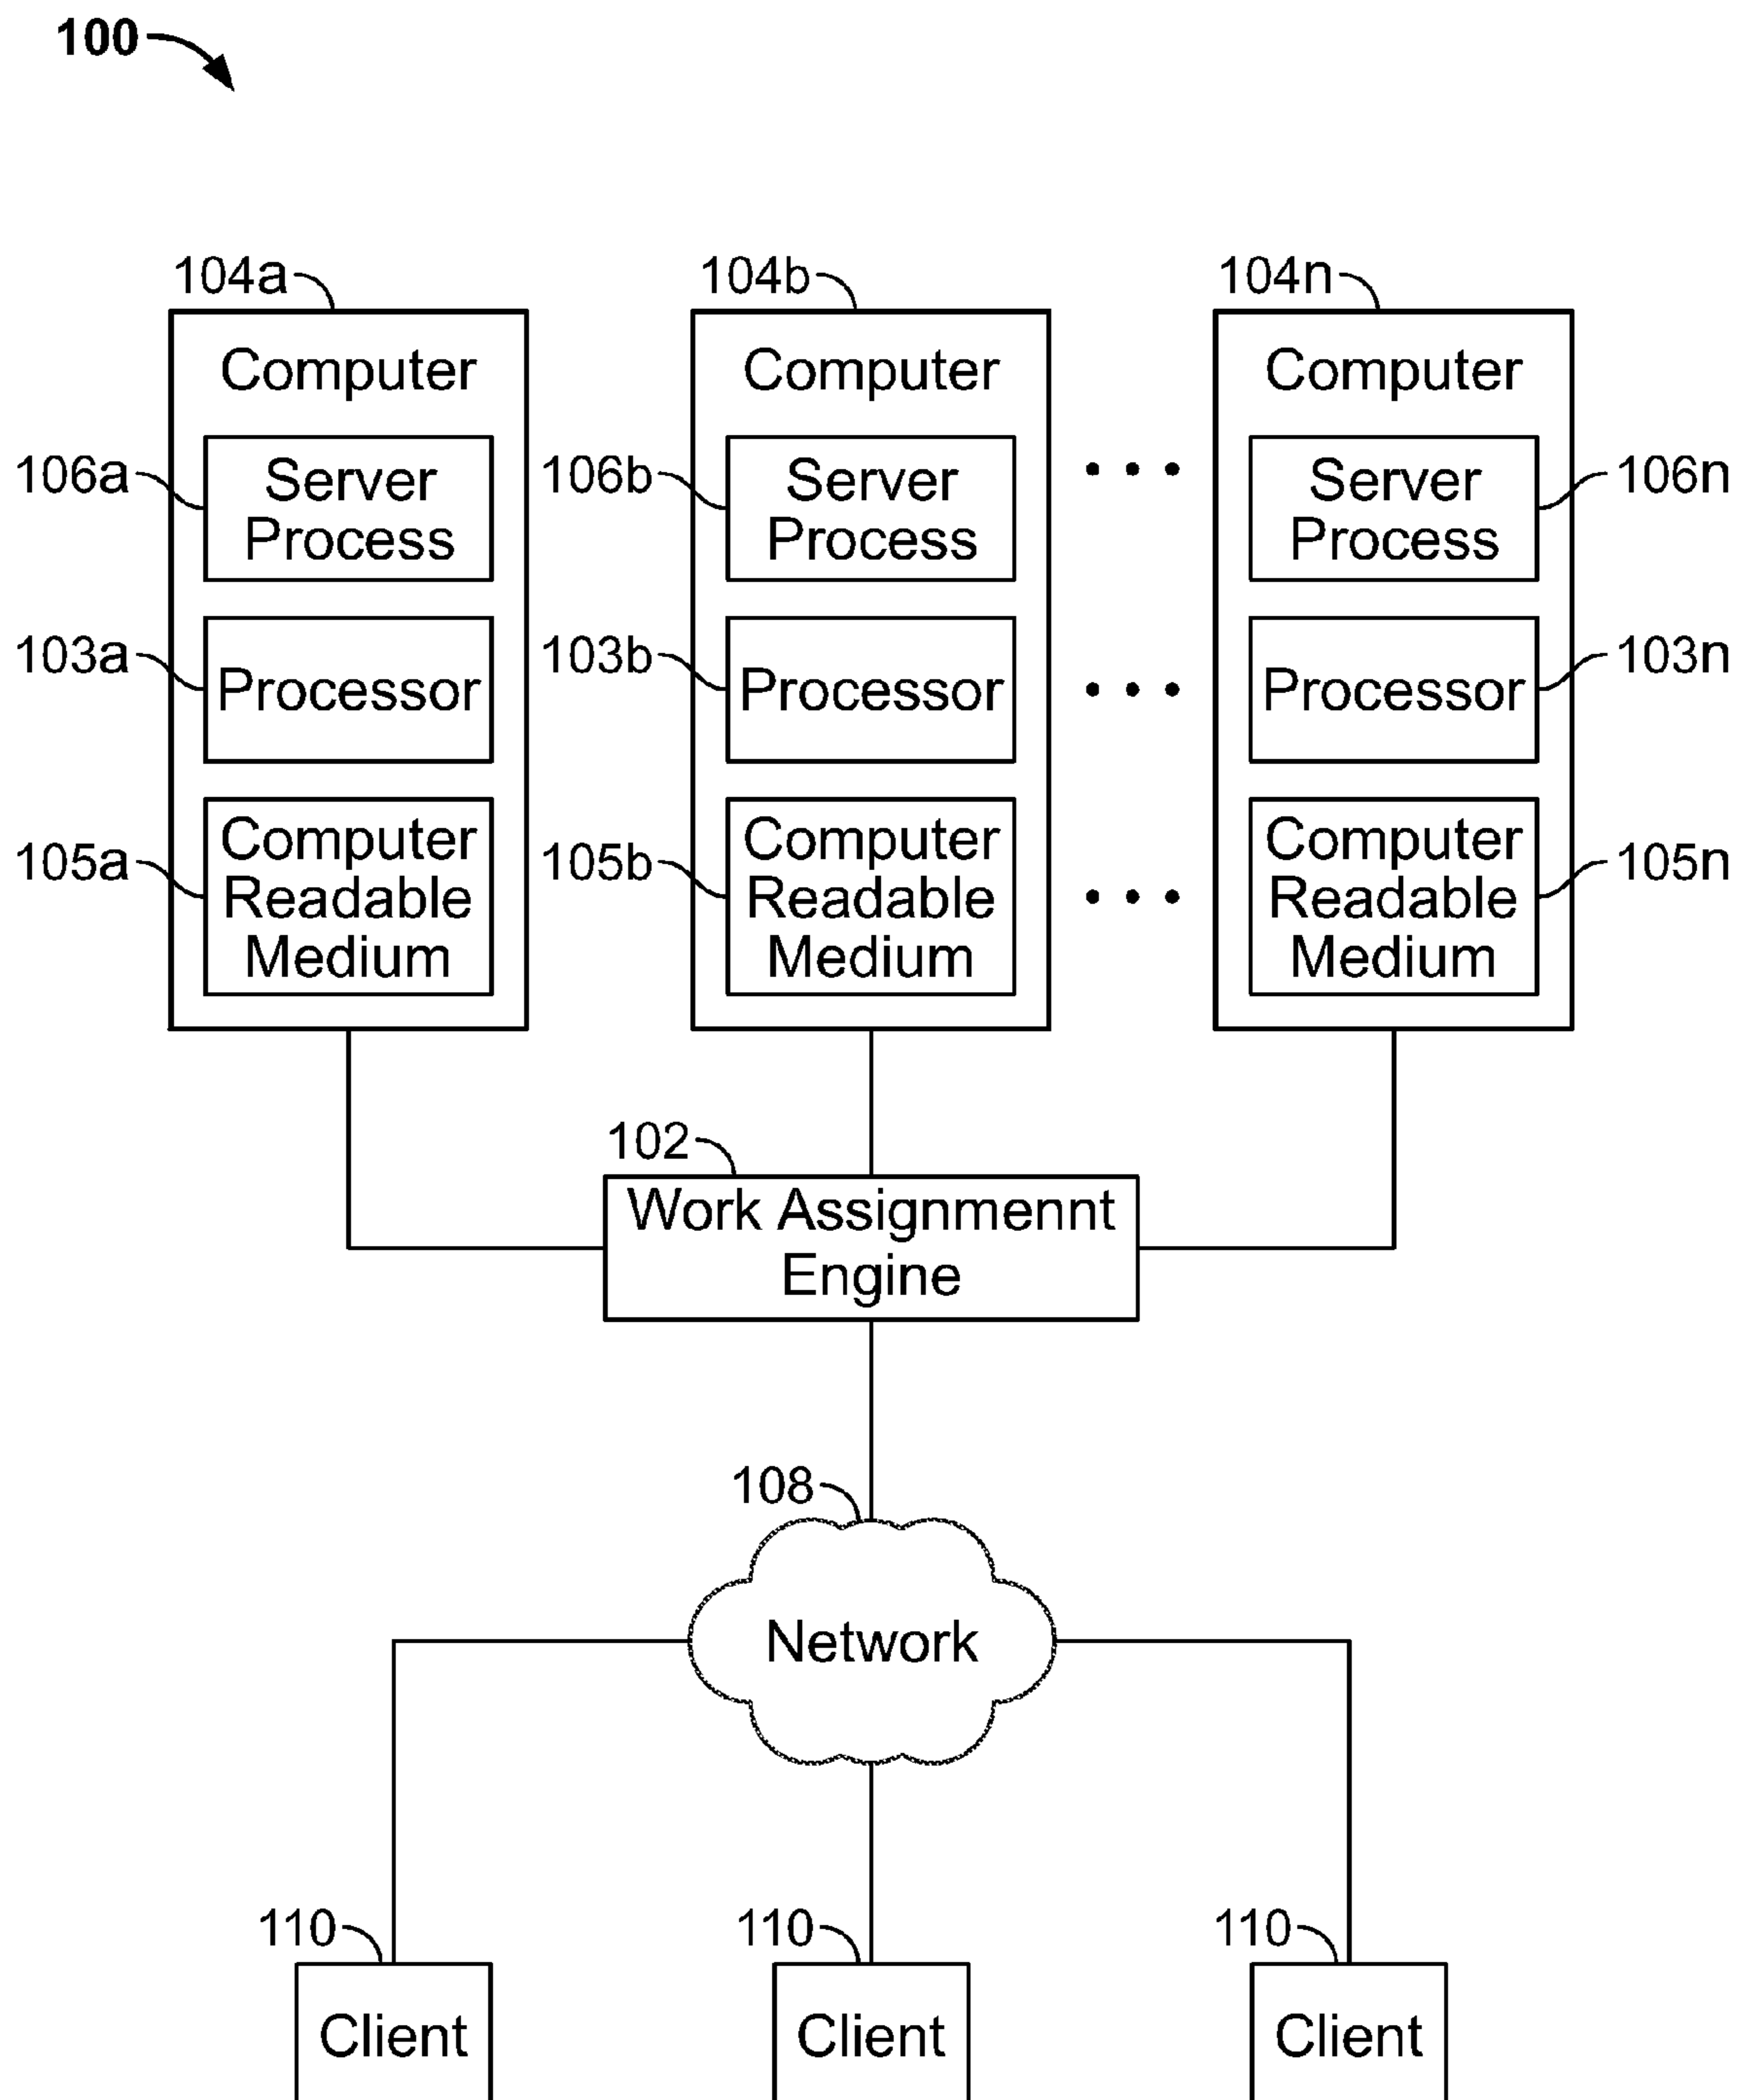 100
104a
104b
104n
Computer
Computer
Computer
106a
Server
Process
106b
Server
Process
Server
Process
106n
103a
Processor
103b
Processor
Processor
103n
105a
Computer
Readable
Medium
105b
Computer
Readable
Medium
Computer
Readable
Medium
105n
102
Work Assignmennt
Engine
108
Network
110
110
110
Client
Client
Client